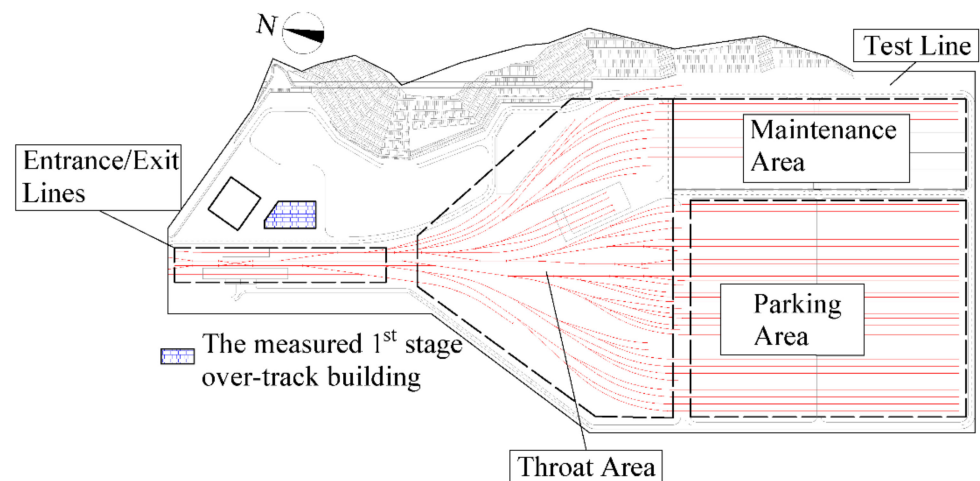 N
Test Line
Maintenance
Area
Entrance/Exit
Lines
Parking
Area
The measured 1st stage
over-track building
Throat Area